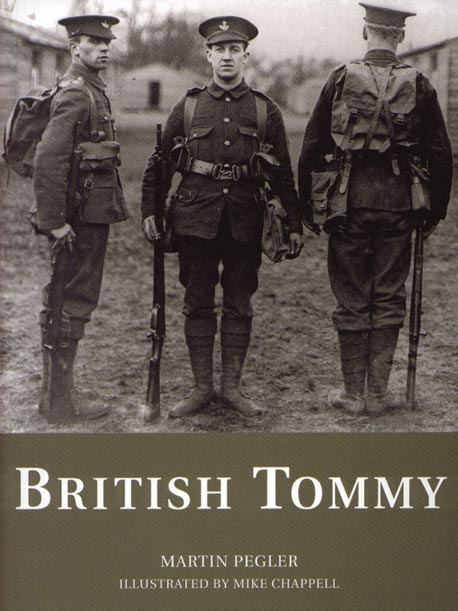 BRITISH TOMMY
MARTIN PEGLER
ILLUSTRATED BY MIKE CHAPPELL